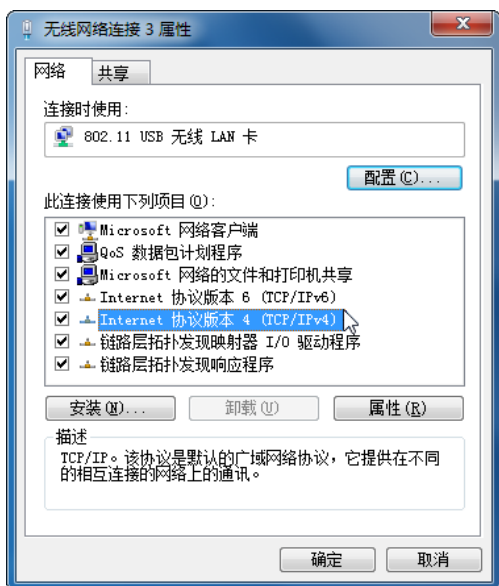 无线网络连接 3 属性
网络 共享
连接时使用:
802.11 USB 无线 LAN 卡
配置(C)...
此连接使用下列项目(O):
Microsoft 网络客户端
QoS 数据包计划程序
Microsoft 网络的文件和打印机共享
Internet 协议版本 6 (TCP/IPv6)
Internet 协议版本 4 (TCP/IPv4)
链路层拓扑发现映射器 I/O 驱动程序
链路层拓扑发现响应程序
安装(N)... 卸载(U) 属性(R)
描述
TCP/IP。该协议是默认的广域网络协议，它提供在不同
的相互连接的网络上的通讯。
确定 取消